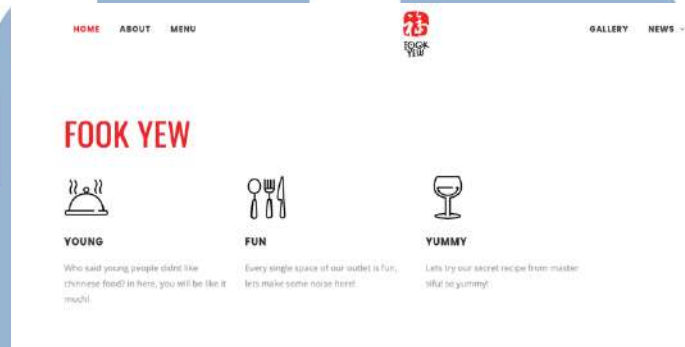 HOME ABOUT MENU
福
FOOK
YEW
GALLERY NEWS
FOOK YEW
YOUNG
Who said young people didnt like
chinnese food? in here, you will be like it
much!
FUN
Every single space of our outlet is fun,
lets make some noise here!
YUMMY
Lets try our secret recipe from master
sifu! so yummy!